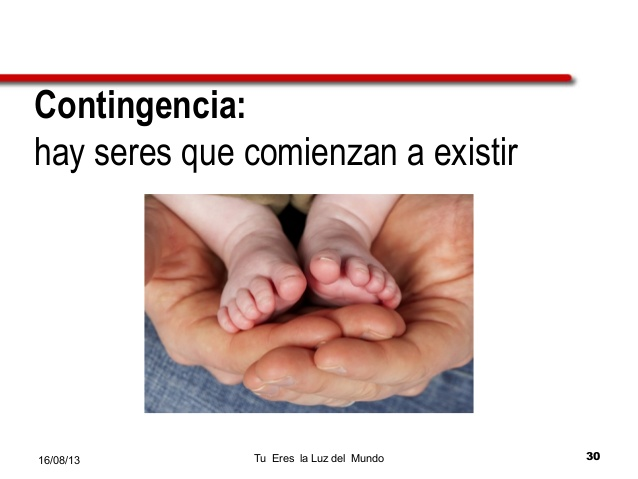 Contingencia:
hay seres que comienzan a existir
16/08/13
Tu Eres la Luz del Mundo
30